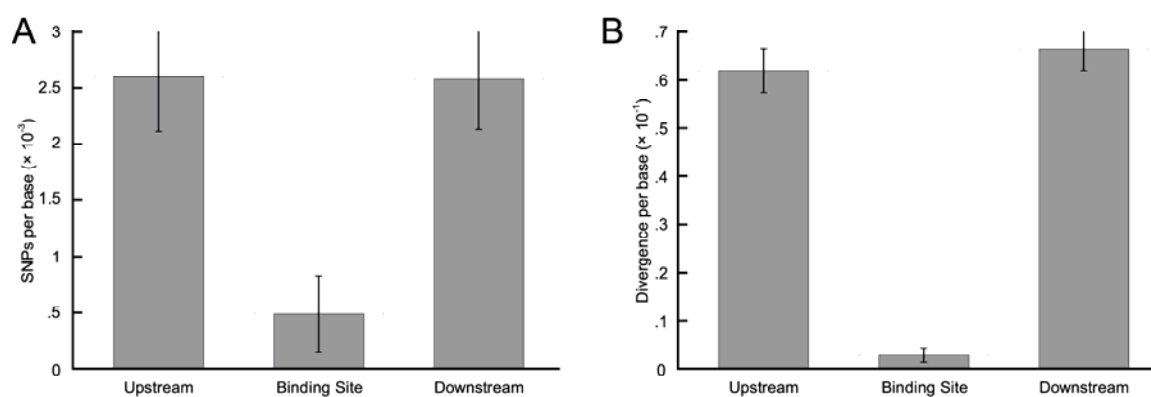 A
SNPs per base (× 10⁻³)
3
2.5
2
1.5
1
.5
0
Upstream
Binding Site
Downstream
B
Divergence per base (× 10⁻¹)
.7
.6
.5
.4
.3
.2
.1
0
Upstream
Binding Site
Downstream